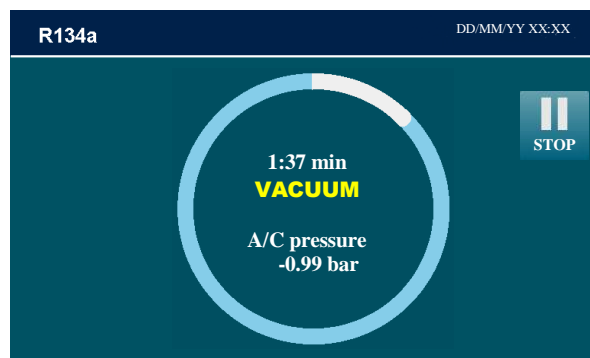 R134a
DD/MM/YY XX:XX
STOP
1:37 min
VACUUM
A/C pressure
-0.99 bar